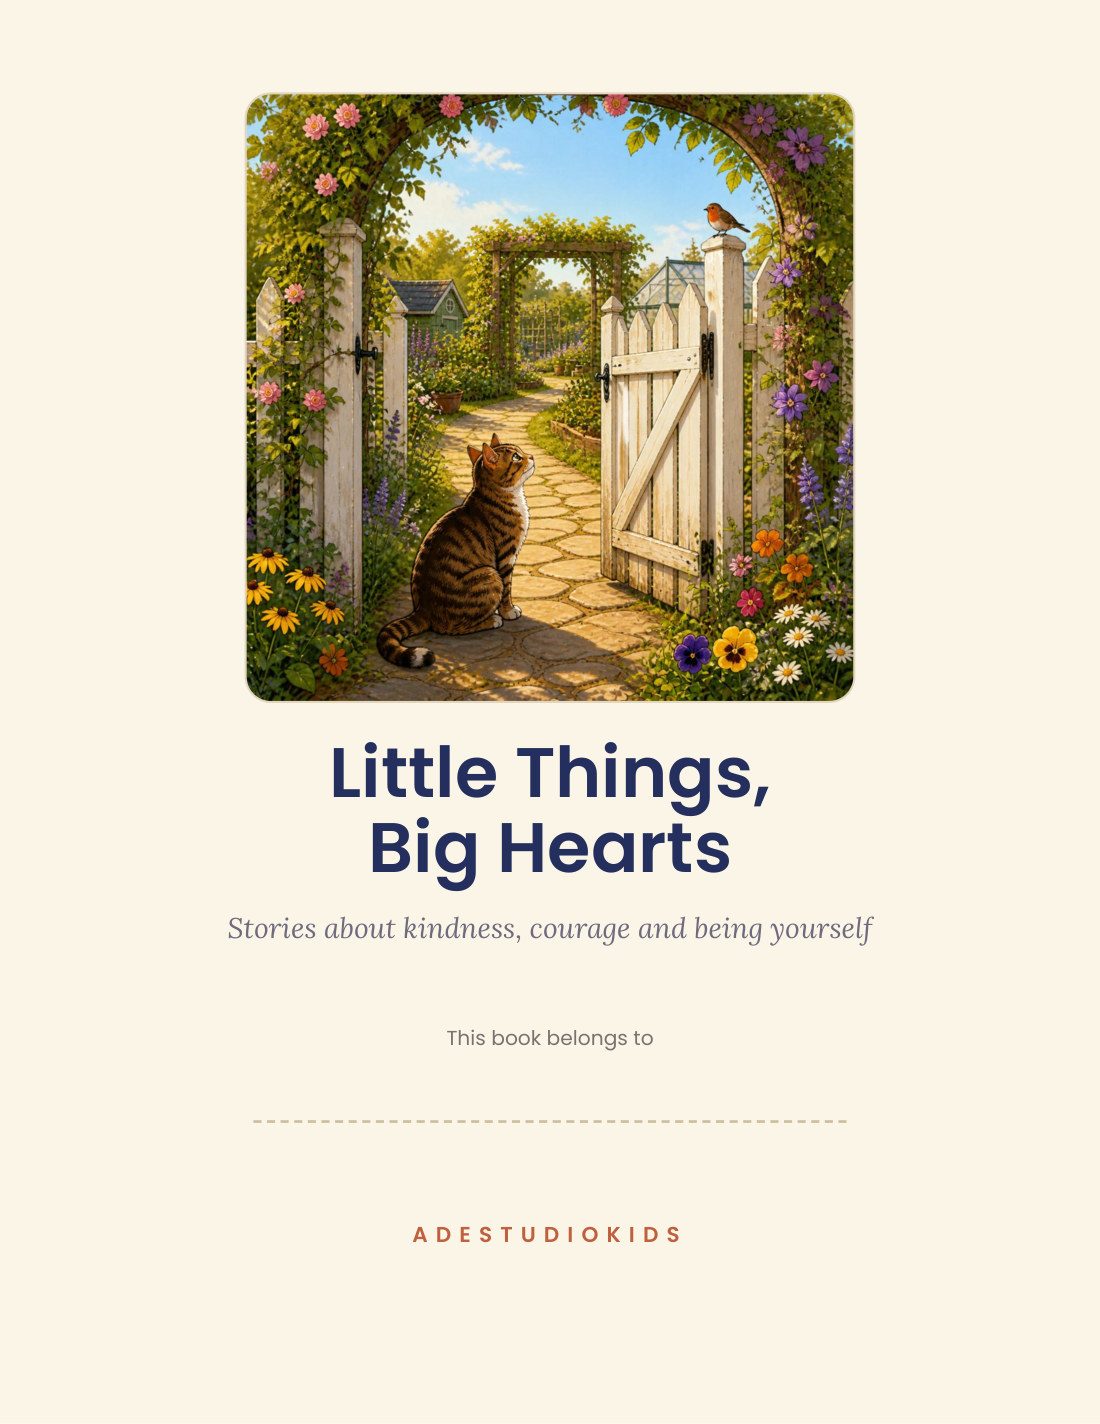 Little Things,
Big Hearts
Stories about kindness, courage and being yourself
This book belongs to
ADESTUDIOKIDS